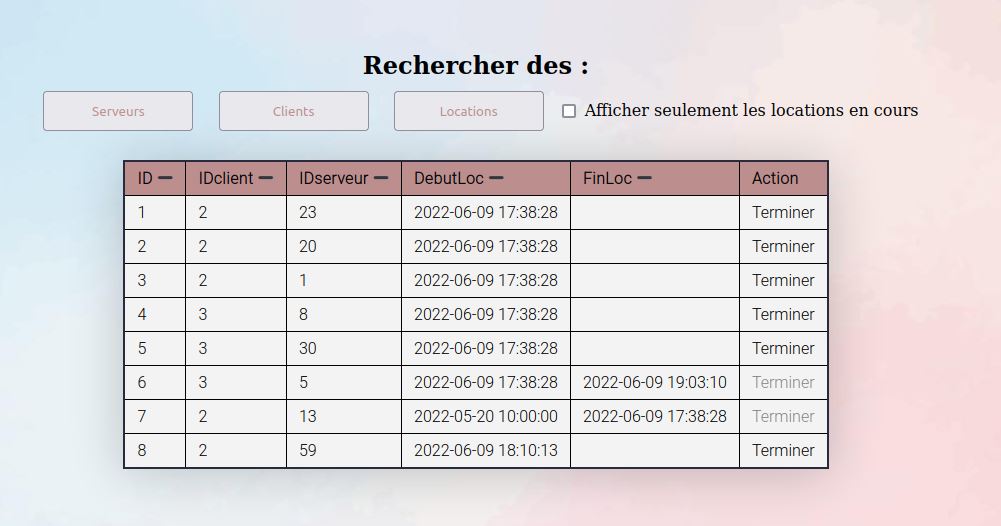 Rechercher des :
Serveurs Clients Locations Afficher seulement les locations en cours
ID IDclient IDserveur DebutLoc FinLoc Action
1 2 23 2022-06-09 17:38:28 Terminer
2 2 20 2022-06-09 17:38:28 Terminer
3 2 1 2022-06-09 17:38:28 Terminer
4 3 8 2022-06-09 17:38:28 Terminer
5 3 30 2022-06-09 17:38:28 Terminer
6 3 5 2022-06-09 17:38:28 2022-06-09 19:03:10 Terminer
7 2 13 2022-05-20 10:00:00 2022-06-09 17:38:28 Terminer
8 2 59 2022-06-09 18:10:13 Terminer